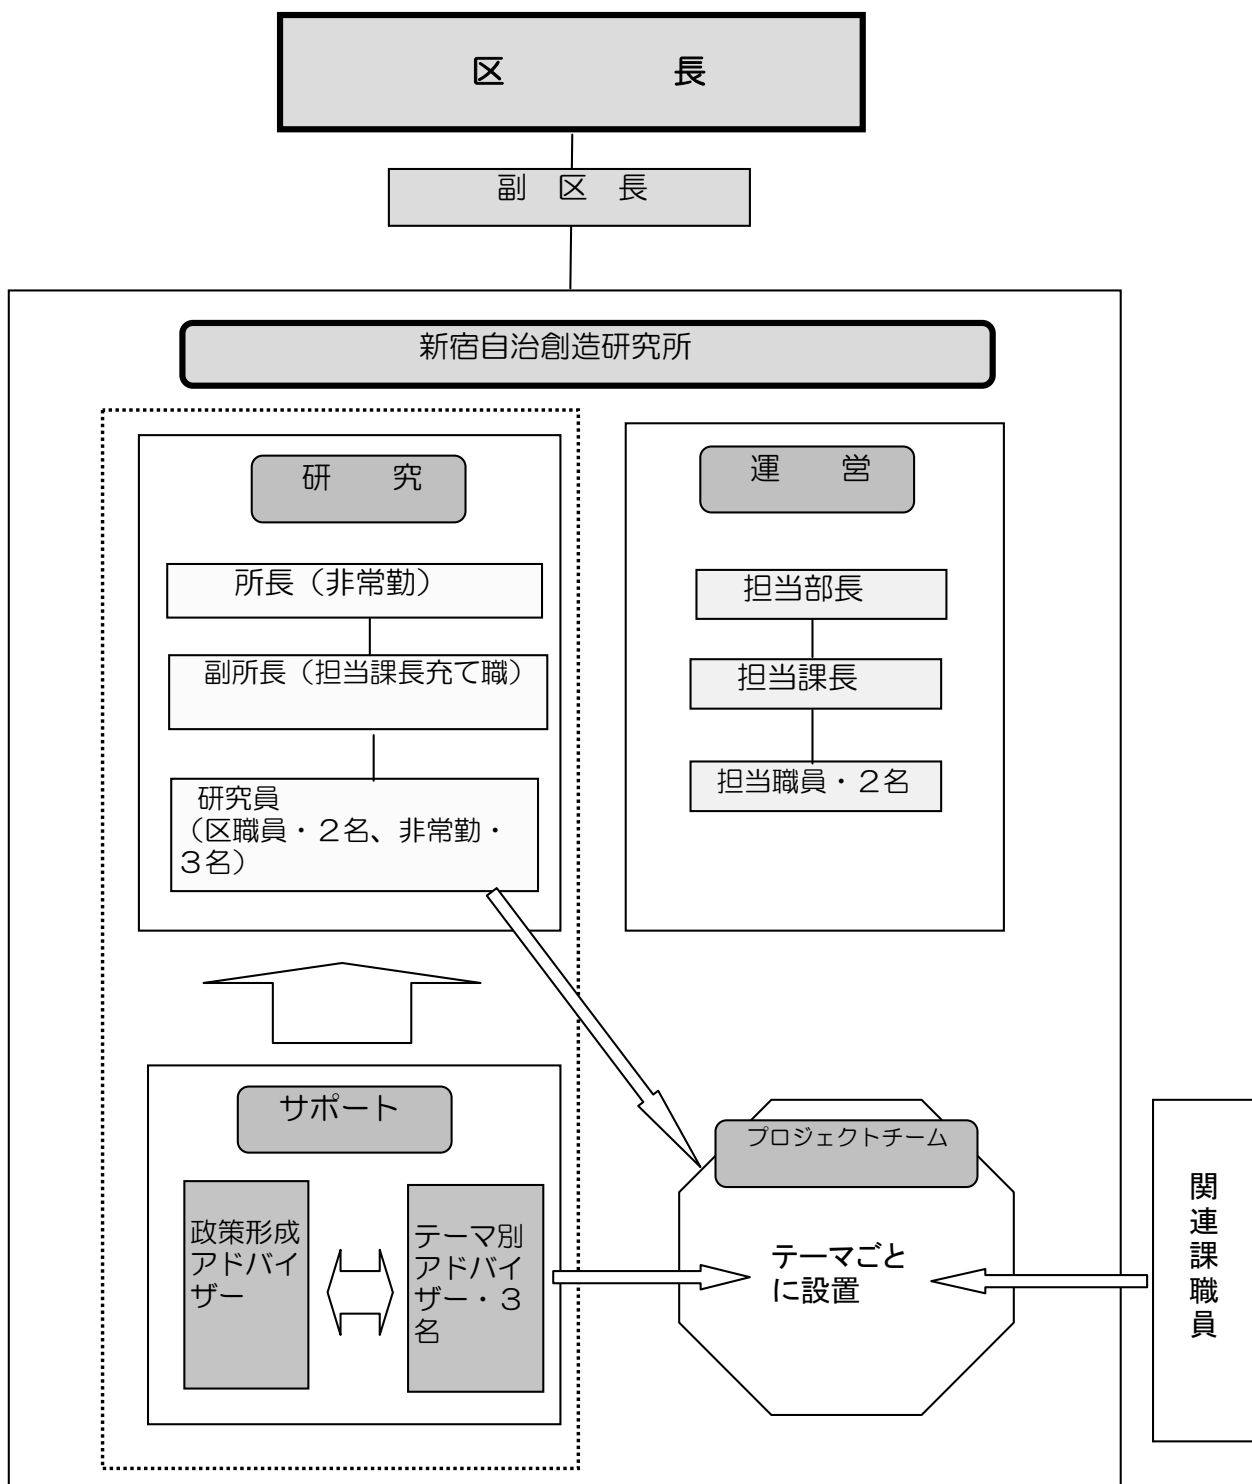 区　　　長
副　区　長
新宿自治創造研究所
研　　究
所長（非常勤）
副所長（担当課長充て職）
研究員
（区職員・２名、非常勤・
３名）
運　　営
担当部長
担当課長
担当職員・２名
サポート
政策形成
アドバイ
ザー
テーマ別
アドバイ
ザー・３
名
プロジェクトチーム
テーマごと
に設置
関連課職員